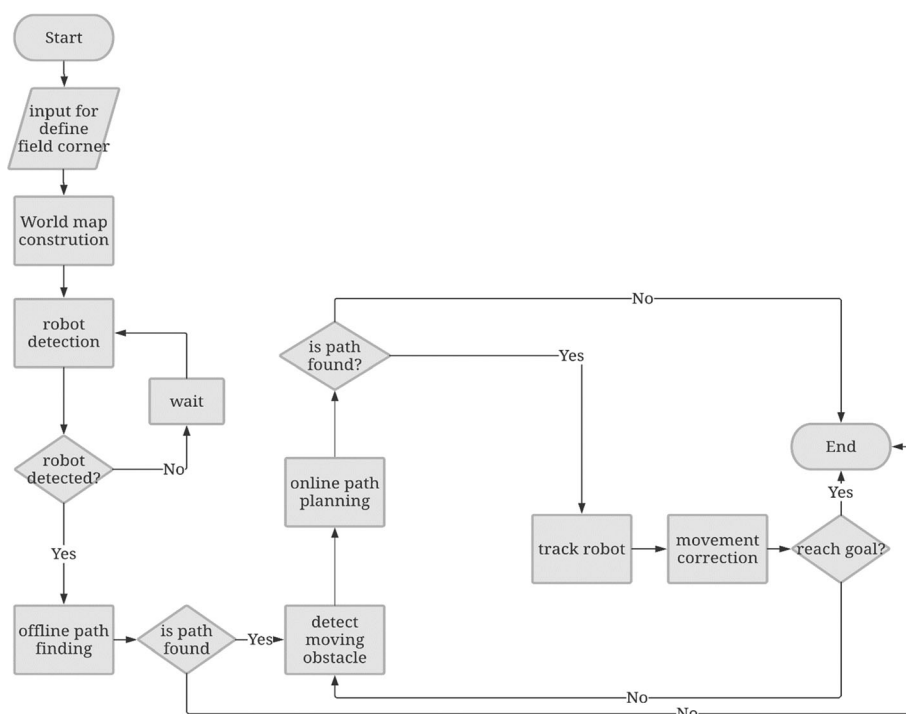 Start
input for
define
field corner
World map
constrution
robot
detection
wait
robot
detected?
No
Yes
offline path
finding
is path
found
Yes
detect
moving
obstacle
online path
planning
is path
found?
No
Yes
track robot
movement
correction
reach goal?
Yes
End
No
No